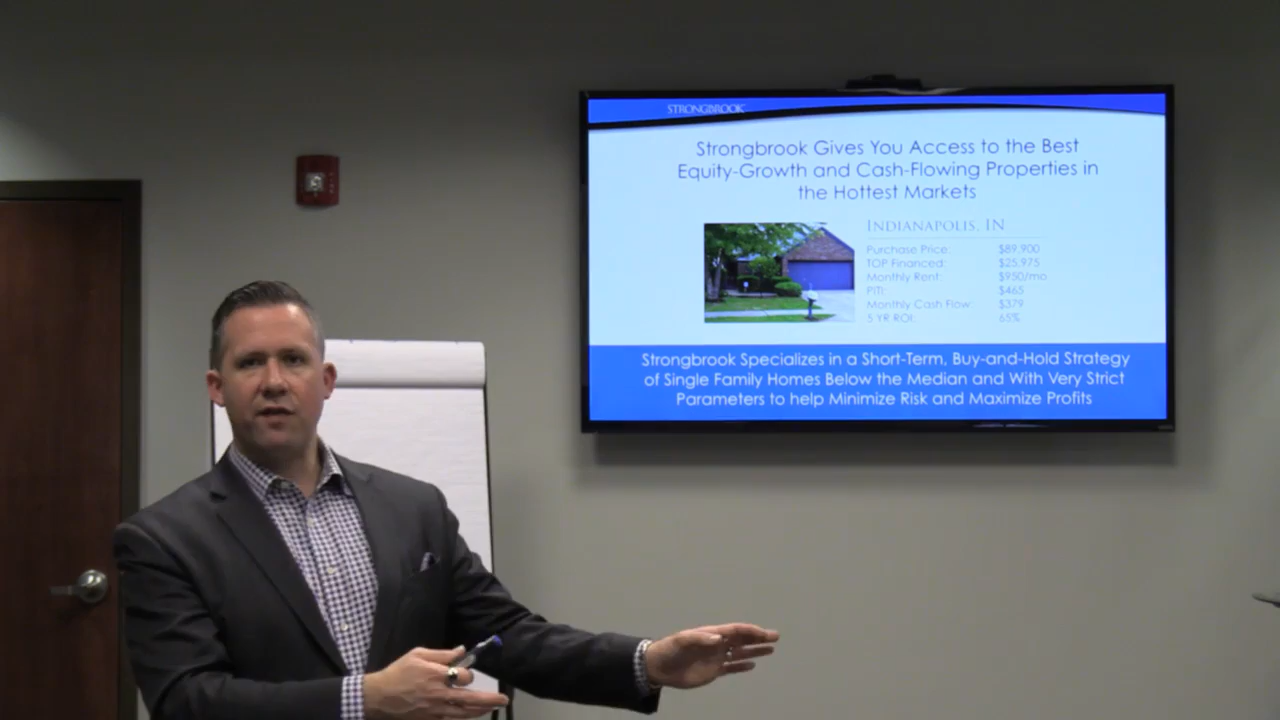 STRONGBROOK
Strongbrook Gives You Access to the Best
Equity-Growth and Cash-Flowing Properties in
the Hottest Markets
INDIANAPOLIS, IN
Purchase Price: $89,900
TOP Financed: $25,975
Monthly Rent: $950/mo
PITI: $465
Monthly Cash Flow: $379
5 YR ROI: 65%
Strongbrook Specializes in a Short-Term, Buy-and-Hold Strategy
of Single Family Homes Below the Median and With Very Strict
Parameters to help Minimize Risk and Maximize Profits